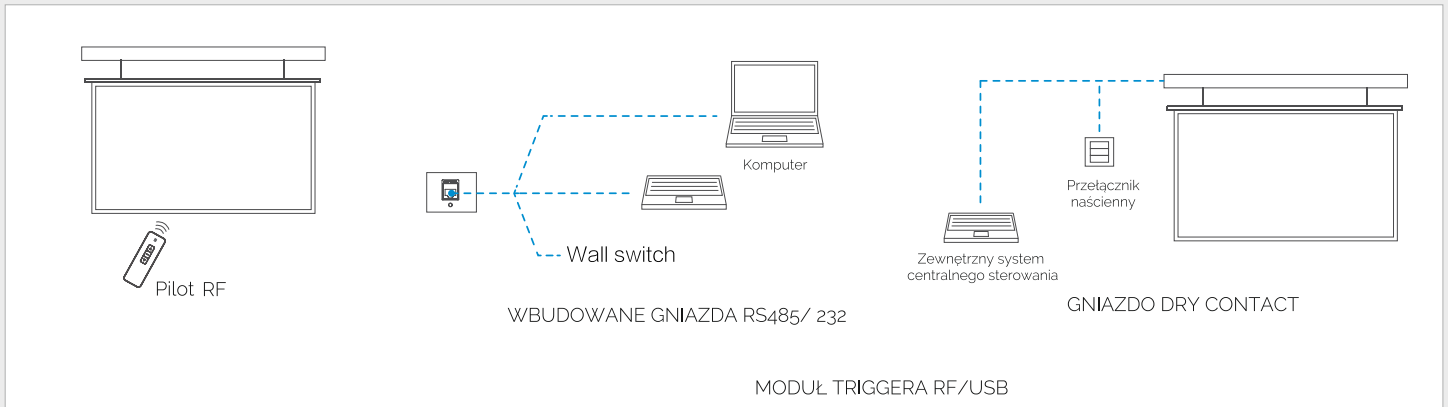 Pilot RF
Komputer
Wall switch
WBUDOWANE GNIAZDA RS485/ 232
Przełącznik
naścienny
Zewnętrzny system
centralnego sterowania
GNIAZDO DRY CONTACT
MODUŁ TRIGGERA RF/USB